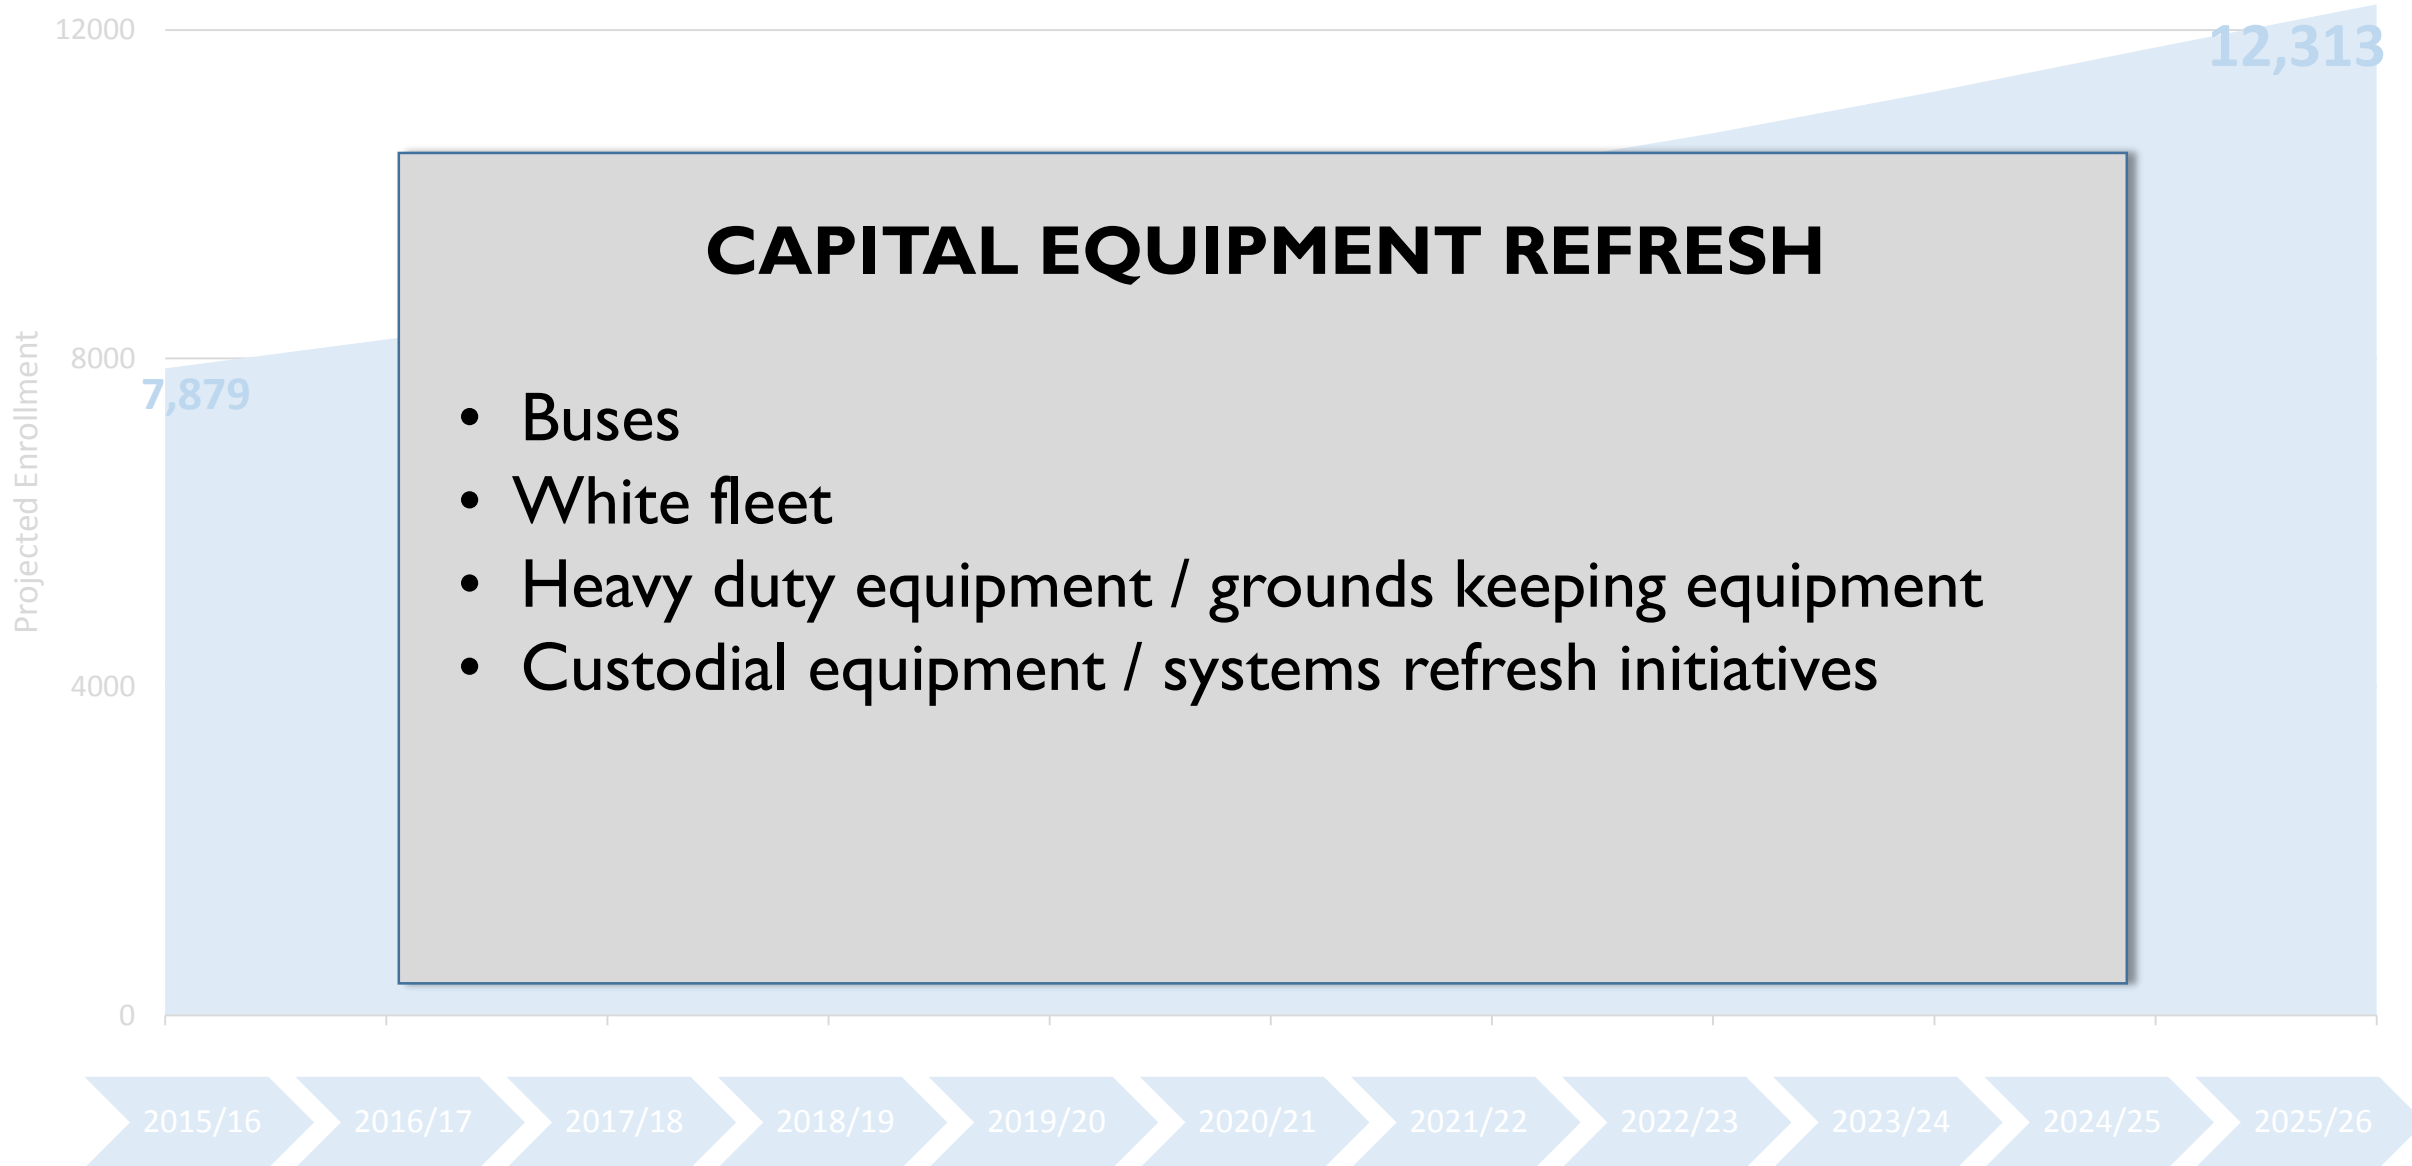 12000
12,313
CAPITAL EQUIPMENT REFRESH
Projected Enrollment
8000
7,879
• Buses
• White fleet
• Heavy duty equipment / grounds keeping equipment
• Custodial equipment / systems refresh initiatives
4000
0
2015/16 2016/17 2017/18 2018/19 2019/20 2020/21 2021/22 2022/23 2023/24 2024/25 2025/26